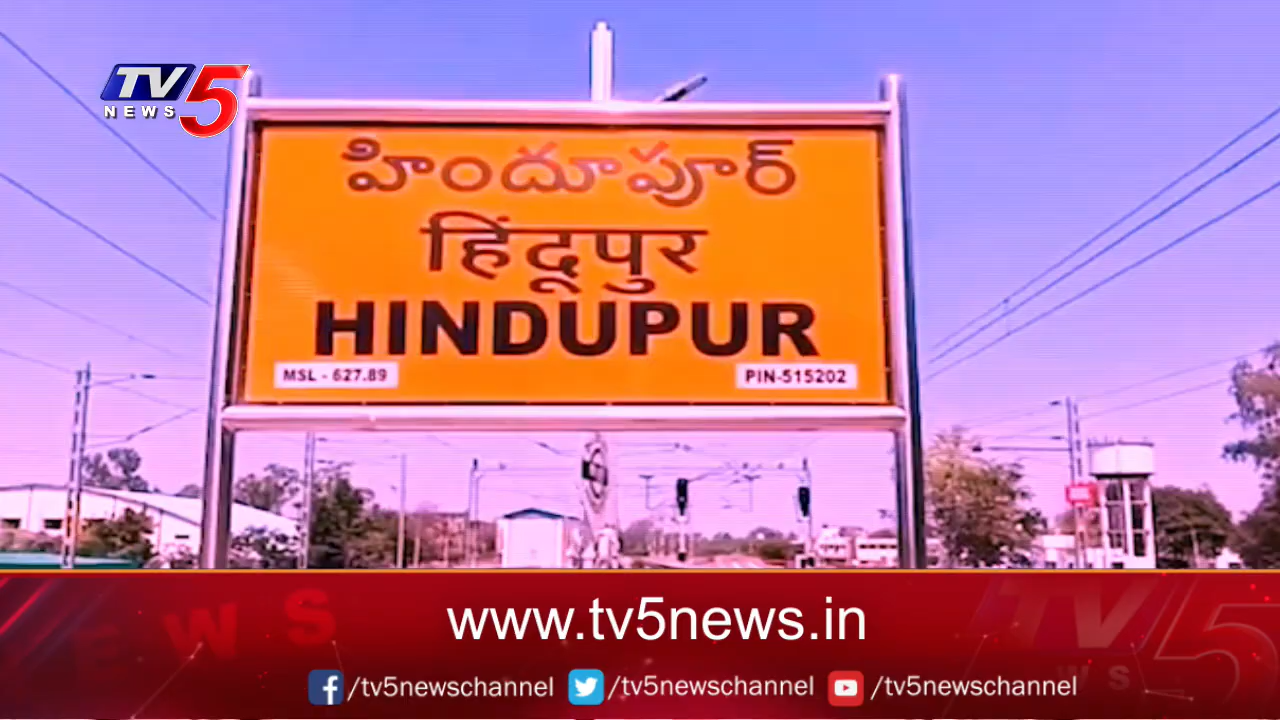 TV5
NEWS
హిందూపూర్
हिंदूपुर
HINDUPUR
MSL - 627.89
PIN-515202
www.tv5news.in
/tv5newschannel
/tv5newschannel
/tv5newschannel